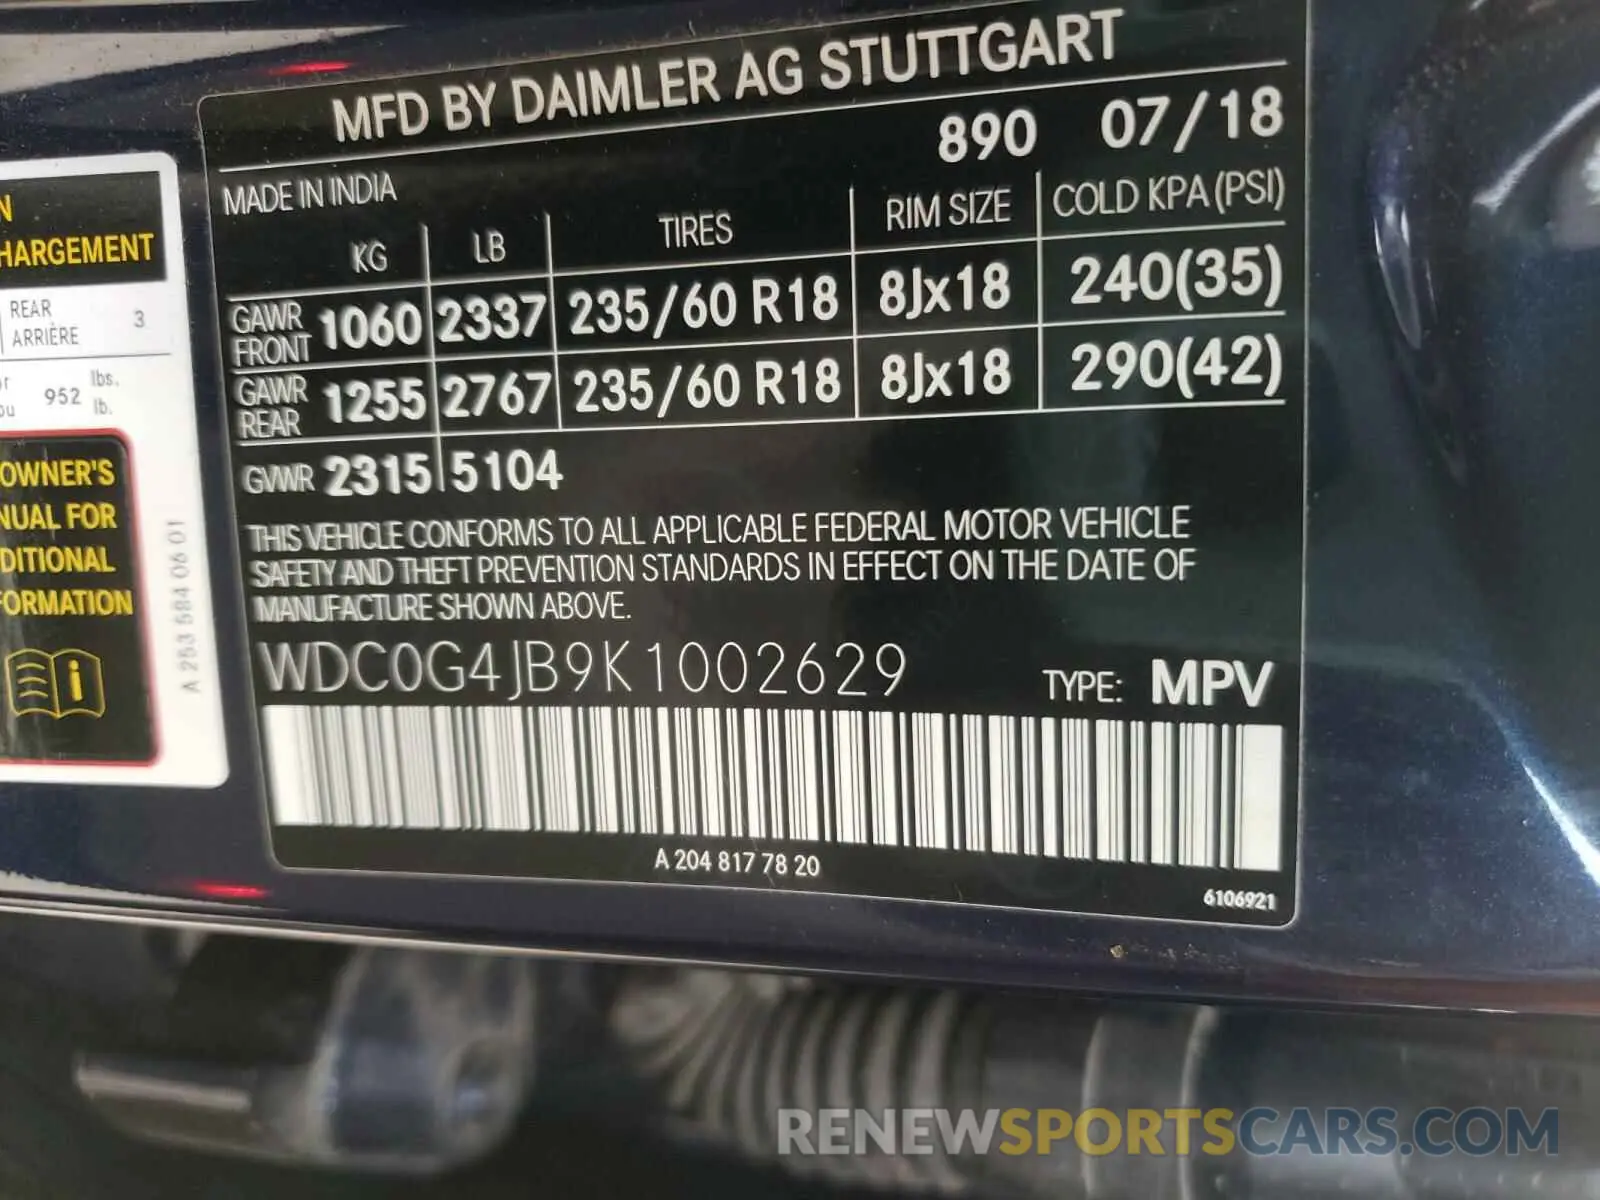 MFD BY DAIMLER AG STUTTGART
890 07/18
MADE IN INDIA
KG LB TIRES RIM SIZE COLD KPA (PSI)
GAWR FRONT 1060 2337 235/60 R18 8Jx18 240(35)
GAWR REAR 1255 2767 235/60 R18 8Jx18 290(42)
GVWR 2315 5104
THIS VEHICLE CONFORMS TO ALL APPLICABLE FEDERAL MOTOR VEHICLE
SAFETY AND THEFT PREVENTION STANDARDS IN EFFECT ON THE DATE OF
MANUFACTURE SHOWN ABOVE.
WDC0G4JB9K1002629 TYPE: MPV
A 204 817 78 20
6106921
N
HARGEMENT
REAR
ARRIÈRE 3
or 952 lbs.
ou lb.
OWNER'S
NUAL FOR
DITIONAL
FORMATION
i
A 253 584 06 01
RENEWSPORTSCARS.COM